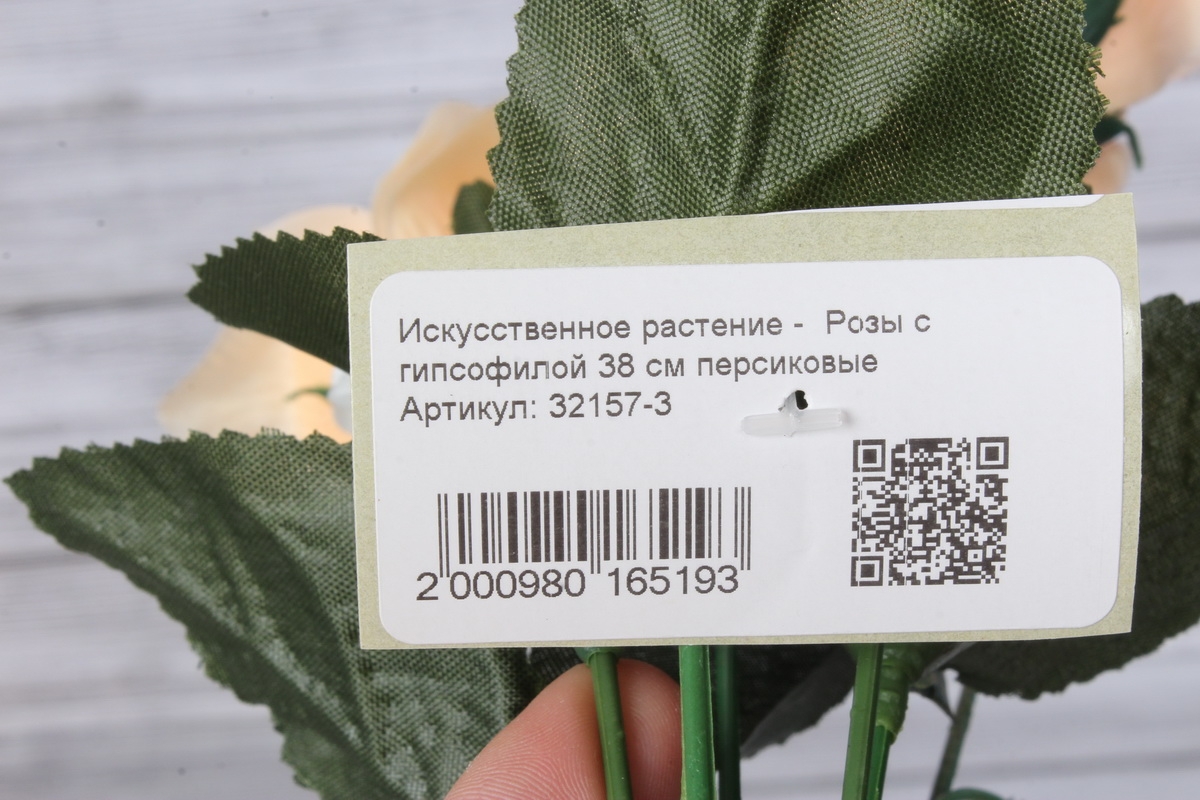 Искусственное растение - Розы с
гипсофилой 38 см персиковые
Артикул: 32157-3
2 000980 165193